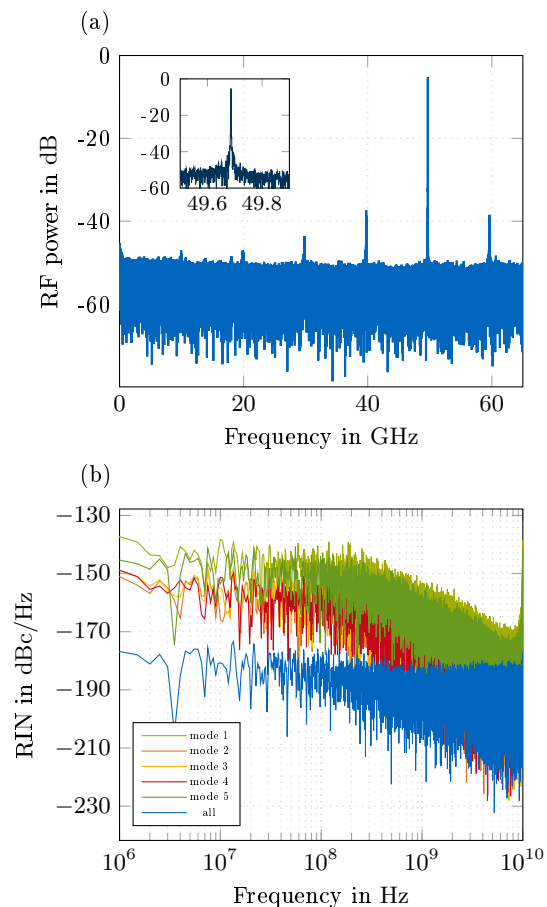 (a)
0
-20
-40
-60
RF power in dB
0
-20
-40
-60
49.6 49.8
0 20 40 60
Frequency in GHz
(b)
−130
−150
−170
−190
−210
−230
RIN in dBc/Hz
mode 1
mode 2
mode 3
mode 4
mode 5
all
10^6 10^7 10^8 10^9 10^10
Frequency in Hz